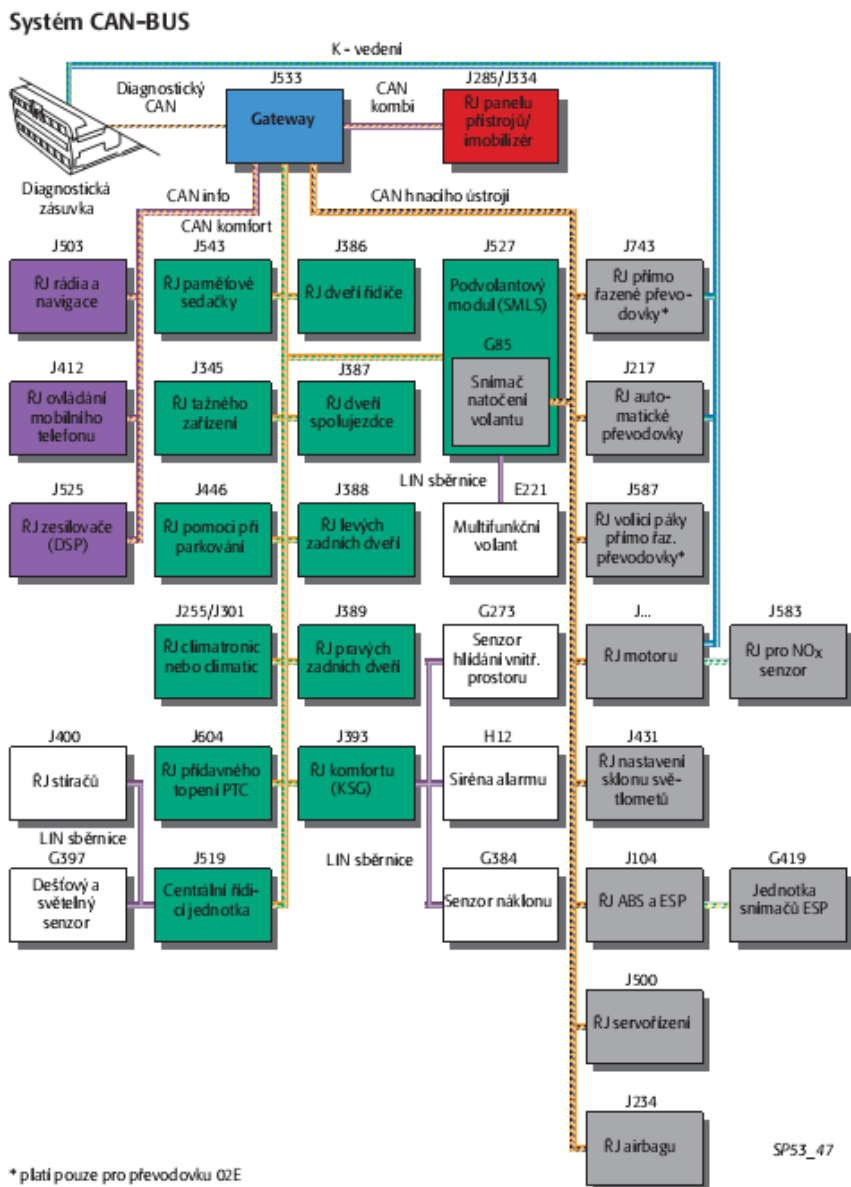 Systém CAN-BUS
K - vedení
Diagnostický
CAN
J533
Gateway
CAN
kombi
J285/J334
ŘJ panelu
přístrojů/
imobilizér
Diagnostická
zásuvka
CAN info
CAN komfort
CAN hnacího ústrojí
J503
ŘJ rádia a
navigace
J543
ŘJ paměťové
sedačky
J386
ŘJ dveří řidiče
J527
Podvolantový
modul (SMLS)
G85
Snímač
natočení
volantu
J743
ŘJ přímo
řazené převo-
dovky*
J412
ŘJ ovládání
mobilního
telefonu
J345
ŘJ tažného
zařízení
J387
ŘJ dveří
spolujezdce
J217
ŘJ auto-
matické
převodovky
J525
ŘJ zesilovače
(DSP)
J446
ŘJ pomoci při
parkování
J388
ŘJ levých
zadních dveří
LIN sběrnice
E221
Multifunkční
volant
J587
ŘJ volicí páky
přímo řaz.
převodovky*
J255/J301
ŘJ climatronic
nebo climatic
J389
ŘJ pravých
zadních dveří
G273
Senzor
hlídání vnitř.
prostoru
J...
ŘJ motoru
J583
ŘJ pro NOx
senzor
J400
ŘJ stíračů
J604
ŘJ přídavného
topení PTC
J393
ŘJ komfortu
(KSG)
H12
Siréna alarmu
J431
ŘJ nastavení
sklonu svě-
tlometů
LIN sběrnice
G397
Dešťový a
světelný
senzor
J519
Centrální řídi-
cí jednotka
LIN sběrnice
G384
Senzor náklonu
J104
ŘJ ABS a ESP
G419
Jednotka
snímačů ESP
J500
ŘJ servořízení
J234
ŘJ airbagu
SP53_47
* platí pouze pro převodovku 02E